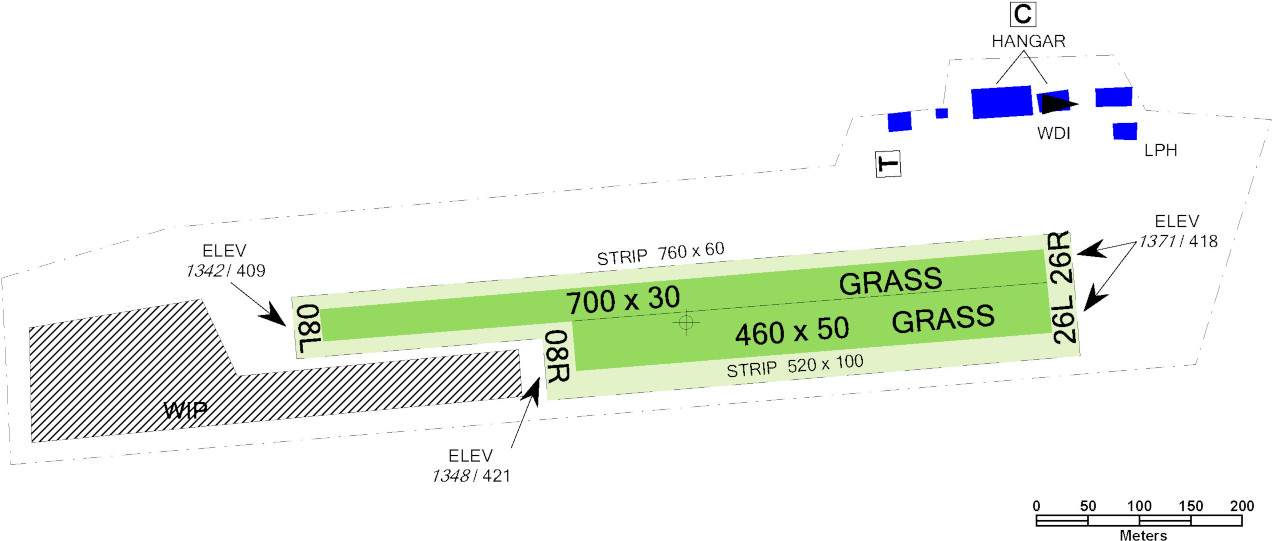 C
HANGAR
WDI
LPH
T
ELEV
1371 / 418
ELEV
1342 / 409
STRIP 760 x 60
26R
GRASS
700 x 30
08L
26L
GRASS
460 x 50
08R
STRIP 520 x 100
WIP
ELEV
1348 / 421
0 50 100 150 200
Meters